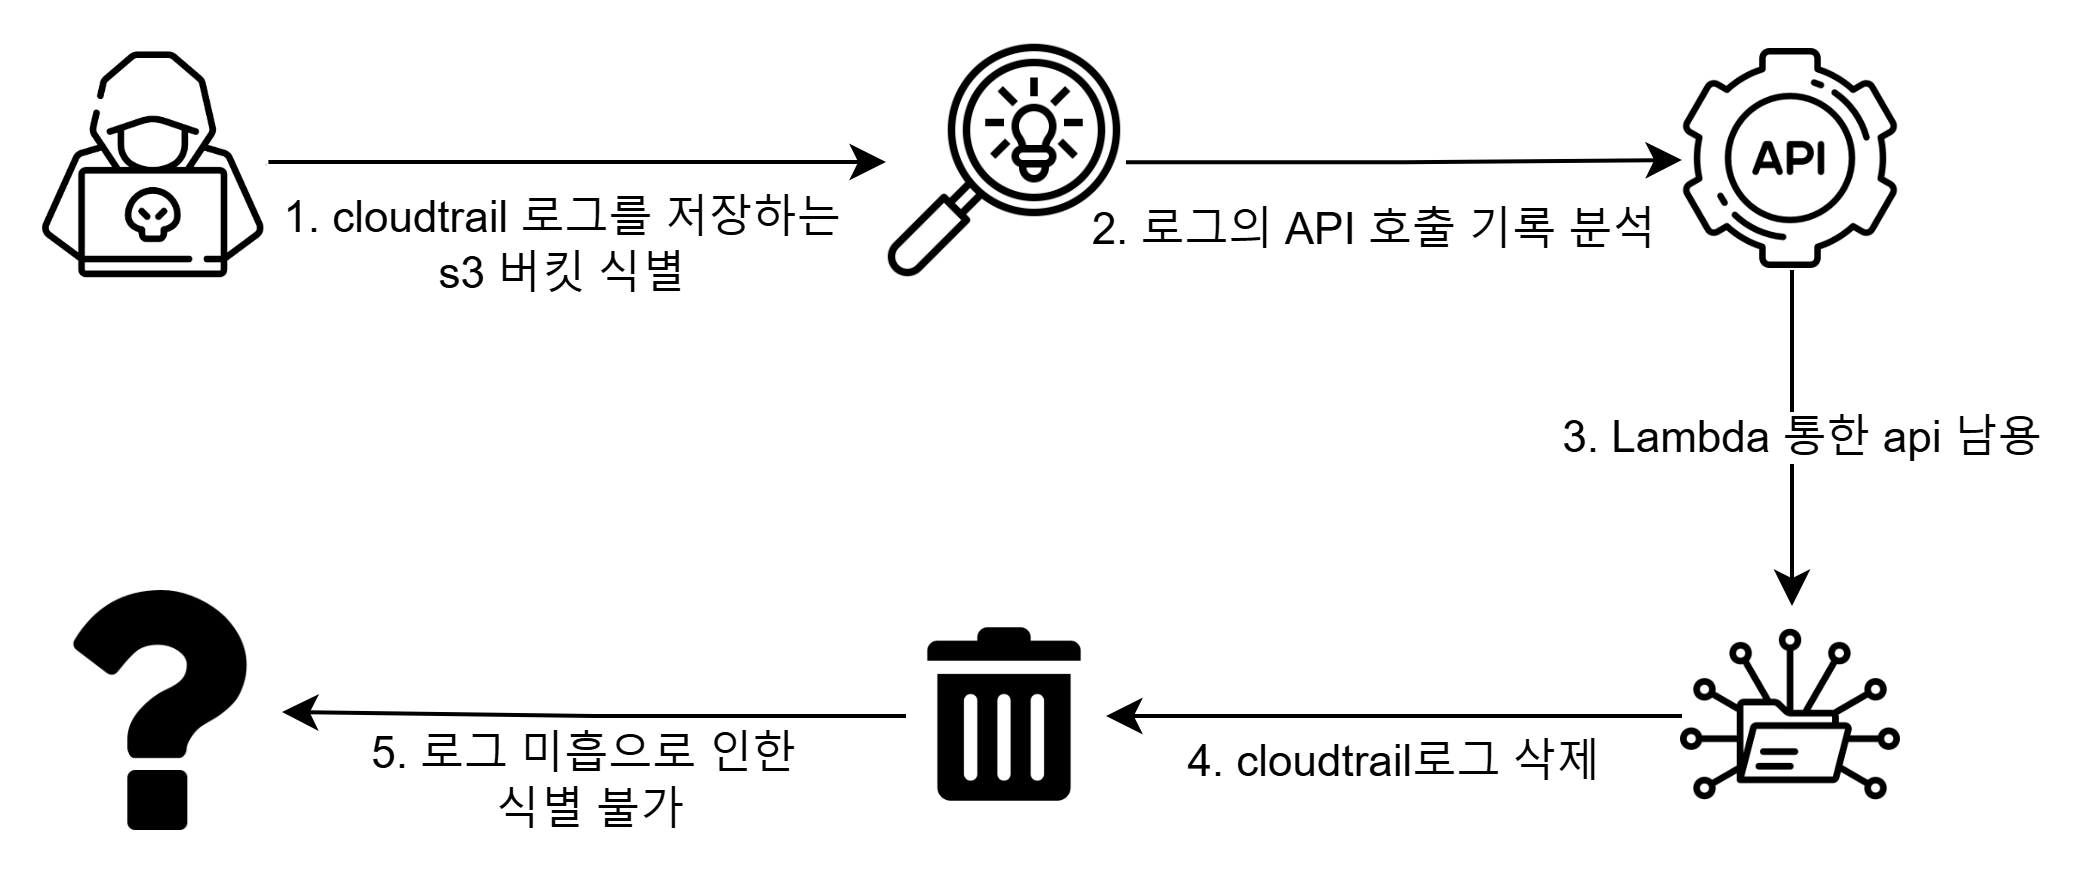 1. cloudtrail 로그를 저장하는
s3 버킷 식별
2. 로그의 API 호출 기록 분석
API
3. Lambda 통한 api 남용
4. cloudtrail로그 삭제
5. 로그 미흡으로 인한
식별 불가